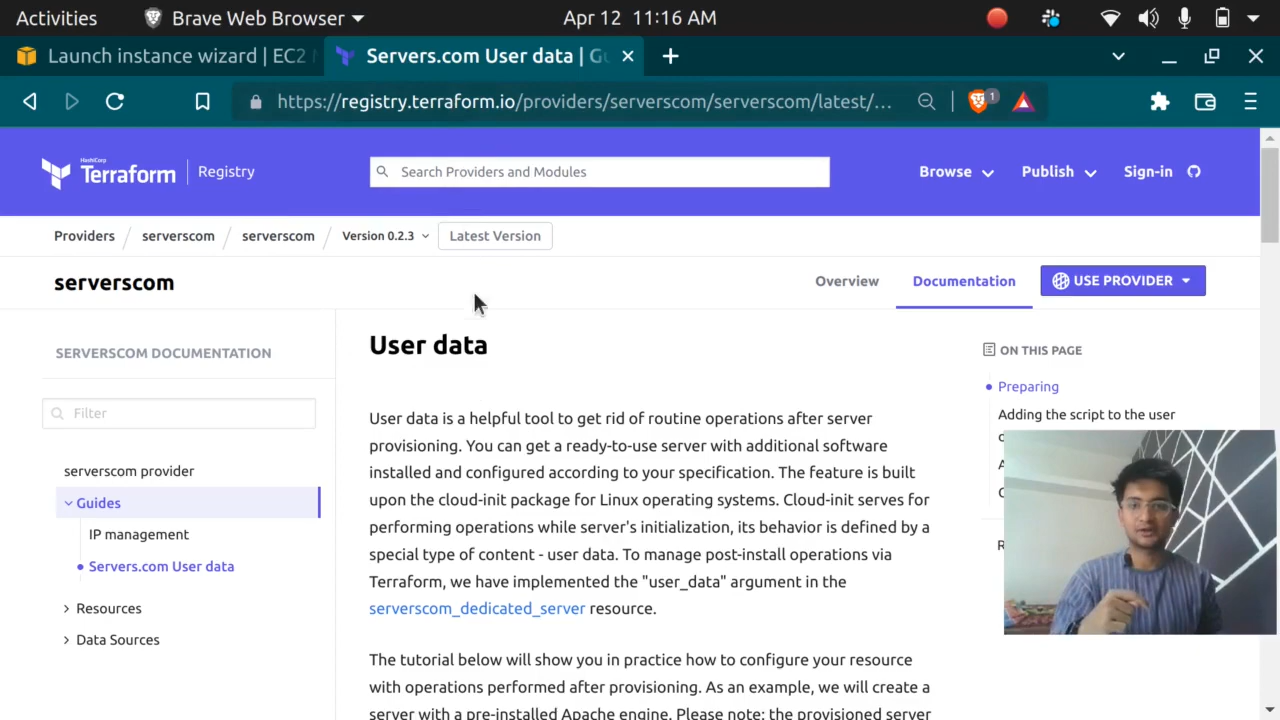 Activities
Brave Web Browser
Apr 12 11:16 AM
Launch instance wizard | EC2
Servers.com User data | Gu
https://registry.terraform.io/providers/serverscom/serverscom/latest/...
1
HashiCorp
Terraform
Registry
Search Providers and Modules
Browse
Publish
Sign-in
Providers / serverscom / serverscom / Version 0.2.3
Latest Version
serverscom
Overview
Documentation
USE PROVIDER
SERVERSCOM DOCUMENTATION
Filter
serverscom provider
Guides
IP management
Servers.com User data
Resources
Data Sources
User data
User data is a helpful tool to get rid of routine operations after server
provisioning. You can get a ready-to-use server with additional software
installed and configured according to your specification. The feature is built
upon the cloud-init package for Linux operating systems. Cloud-init serves for
performing operations while server's initialization, its behavior is defined by a
special type of content - user data. To manage post-install operations via
Terraform, we have implemented the "user_data" argument in the
serverscom_dedicated_server resource.
The tutorial below will show you in practice how to configure your resource
with operations performed after provisioning. As an example, we will create a
server with a pre-installed Apache engine. Please note: the provisioned server
ON THIS PAGE
Preparing
Adding the script to the user